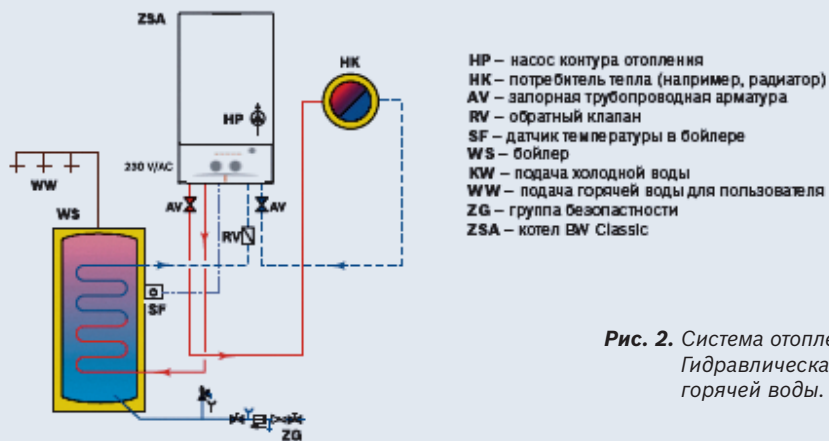 ZSA
HK
HP
230 V/AC
WW
WS
AV
AV
RV
SF
ZG
HP – насос контура отопления
HK – потребитель тепла (например, радиатор)
AV – запорная трубопроводная арматура
RV – обратный клапан
SF – датчик температуры в бойлере
WS – бойлер
KW – подача холодной воды
WW – подача горячей воды для пользователя
ZG – группа безопастности
ZSA – котел BW Classic
Рис. 2. Система отопле
Гидравлическа
горячей воды.